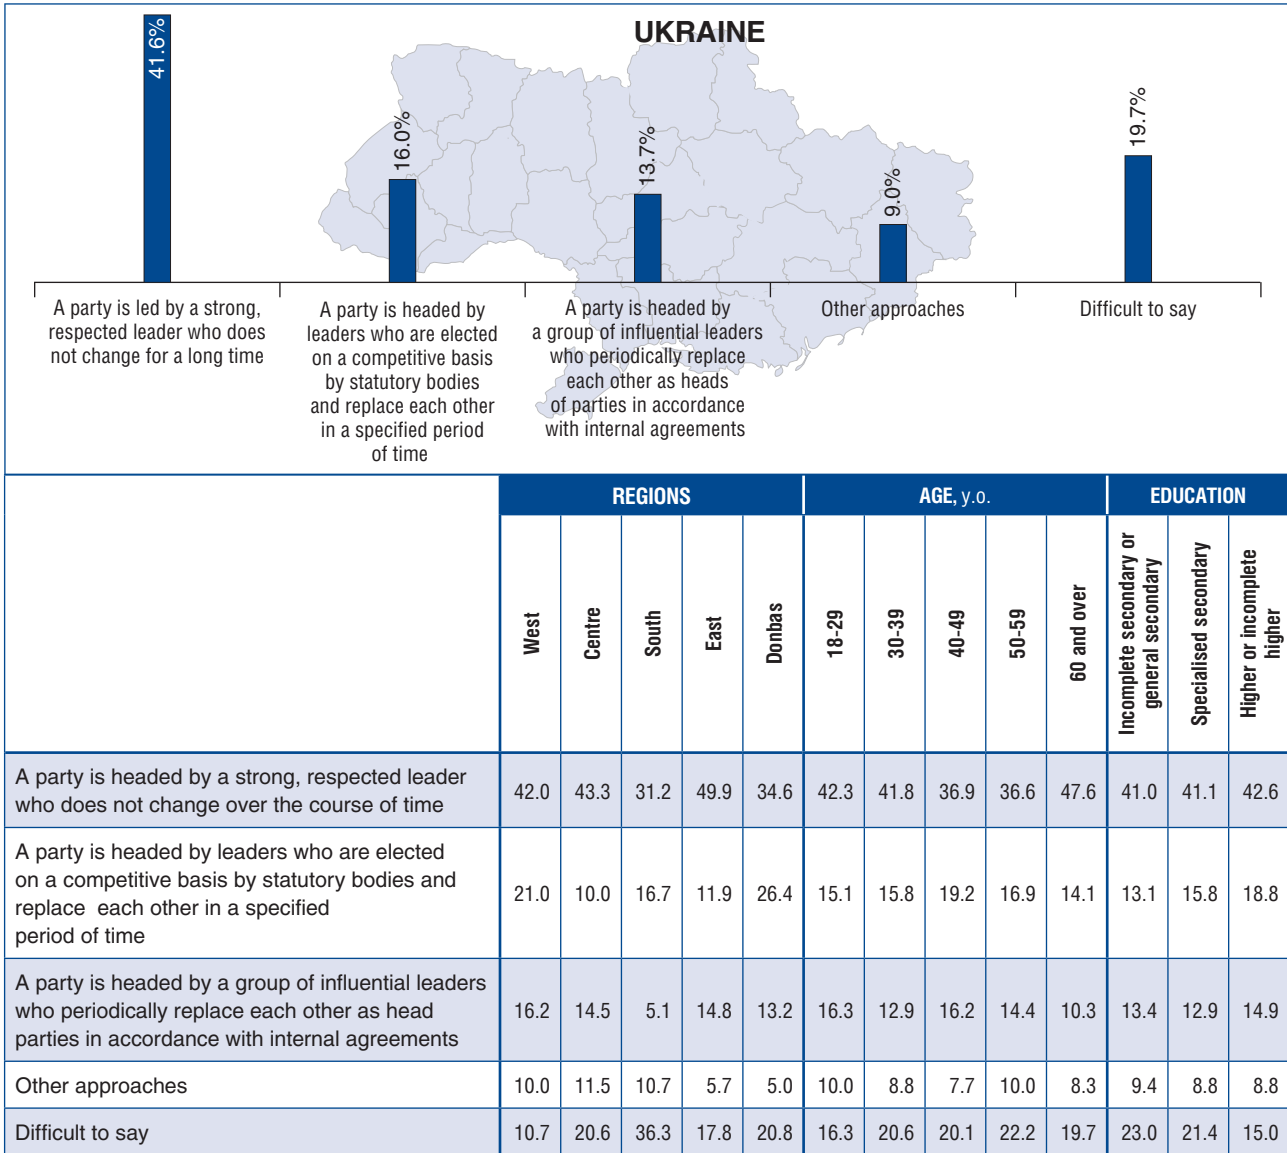 UKRAINE
41.6%
16.0%
13.7%
9.0%
19.7%
A party is led by a strong,
respected leader who does
not change for a long time
A party is headed by
leaders who are elected
on a competitive basis
by statutory bodies
and replace each other
in a specified period
of time
A party is headed by
a group of influential leaders
who periodically replace
each other as heads
of parties in accordance
with internal agreements
Other approaches
Difficult to say
REGIONS AGE, y.o. EDUCATION
West
Centre
South
East
Donbas
18-29
30-39
40-49
50-59
60 and over
Incomplete secondary or
general secondary
Specialised secondary
Higher or incomplete
higher
A party is headed by a strong, respected leader
who does not change over the course of time
42.0 43.3 31.2 49.9 34.6 42.3 41.8 36.9 36.6 47.6 41.0 41.1 42.6
A party is headed by leaders who are elected
on a competitive basis by statutory bodies and
replace each other in a specified
period of time
21.0 10.0 16.7 11.9 26.4 15.1 15.8 19.2 16.9 14.1 13.1 15.8 18.8
A party is headed by a group of influential leaders
who periodically replace each other as head
parties in accordance with internal agreements
16.2 14.5 5.1 14.8 13.2 16.3 12.9 16.2 14.4 10.3 13.4 12.9 14.9
Other approaches 10.0 11.5 10.7 5.7 5.0 10.0 8.8 7.7 10.0 8.3 9.4 8.8 8.8
Difficult to say 10.7 20.6 36.3 17.8 20.8 16.3 20.6 20.1 22.2 19.7 23.0 21.4 15.0